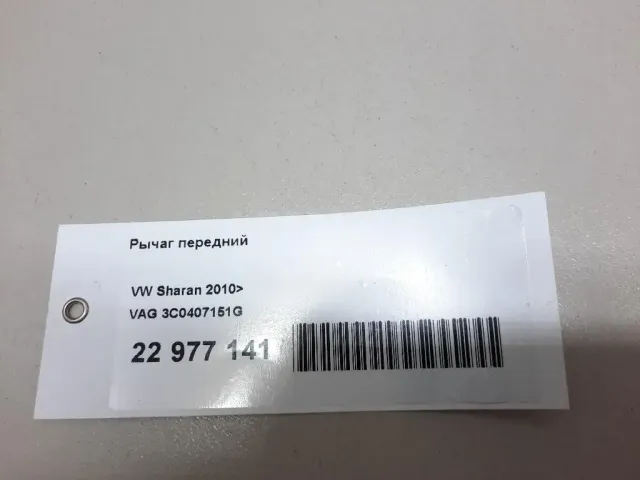 Рычаг передний
VW Sharan 2010>
VAG 3C0407151G
22 977 141